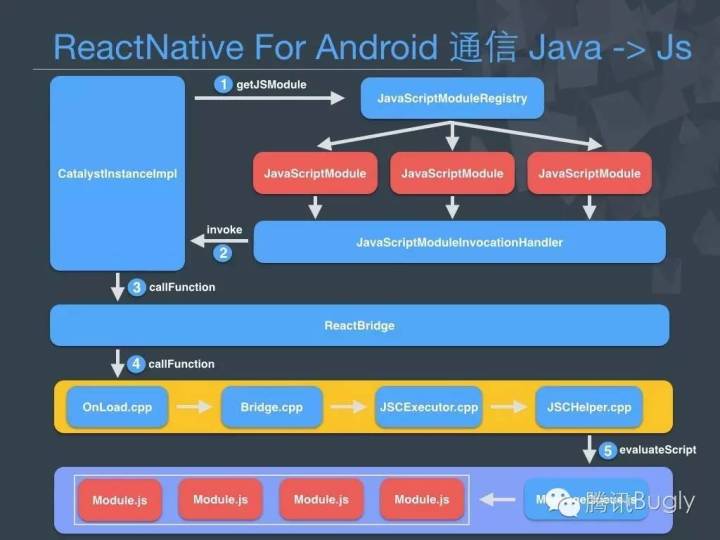 ReactNative For Android 通信 Java -> Js
1 getJSModule
JavaScriptModuleRegistry
CatalystInstanceImpl
JavaScriptModule JavaScriptModule JavaScriptModule
invoke
2
JavaScriptModuleInvocationHandler
3 callFunction
ReactBridge
4 callFunction
OnLoad.cpp Bridge.cpp JSCExecutor.cpp JSCHelper.cpp
5 evaluateScript
Module.js Module.js Module.js Module.js
腾讯Bugly